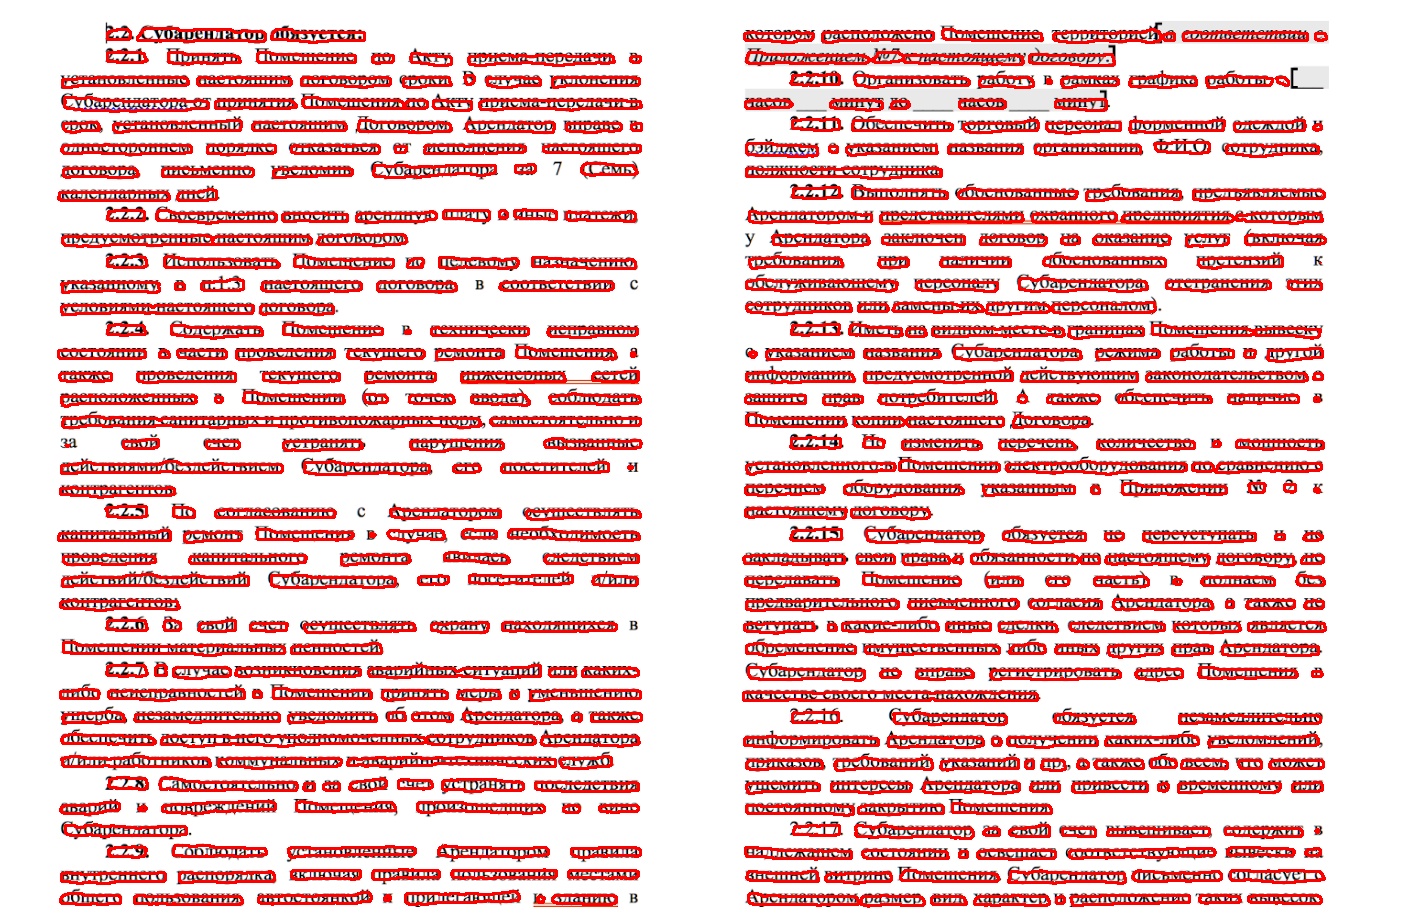 2.2. Субарендатор обязуется:
2.2.1. Принять Помещение по Акту приема-передачи в
установленные настоящим договором сроки. В случае уклонения
Субарендатора от принятия Помещения по Акту приема-передачи в
срок, установленный настоящим Договором, Арендатор вправе в
одностороннем порядке отказаться от исполнения настоящего
договора, письменно уведомив Субарендатора за 7 (Семь)
календарных дней.
2.2.2. Своевременно вносить арендную плату и иные платежи
предусмотренные настоящим договором.
2.2.3. Использовать Помещение по целевому назначению,
указанному в п.1.3. настоящего договора, в соответствии с
условиями настоящего договора.
2.2.4. Содержать Помещение в технически исправном
состоянии в части проведения текущего ремонта Помещения, а
также проведения текущего ремонта инженерных сетей
расположенных в Помещении (от точек ввода), соблюдать
требования санитарных и противопожарных норм, самостоятельно и
за свой счет устранять нарушения вызванные
действиями/бездействием Субарендатора, его посетителей и
контрагентов.
2.2.5. По согласованию с Арендатором осуществлять
капитальный ремонт Помещения в случае, если необходимость
проведения капитального ремонта явилась следствием
действий/бездействий Субарендатора, его посетителей и/или
контрагентов;
2.2.6. За свой счет осуществлять охрану находящихся в
Помещении материальных ценностей.
2.2.7. В случае возникновения аварийных ситуаций или каких-
либо неисправностей в Помещении принять меры к уменьшению
ущерба, незамедлительно уведомить об этом Арендатора, а также
обеспечить доступ в него уполномоченных сотрудников Арендатора
и/или работников коммунальных и аварийно-технических служб.
2.2.8. Самостоятельно и за свой счет устранять последствия
аварий и повреждений Помещения, произошедших по вине
Субарендатора.
2.2.9. Соблюдать установленные Арендатором правила
внутреннего распорядка, включая правила пользования местами
общего пользования, автостоянкой и прилегающей к зданию в
котором расположено Помещение территорией[в соответствии с
Приложением №7 к настоящему договору.]
2.2.10. Организовать работу в рамках графика работы с[___
часов ___ минут до ____ часов ____ минут].
2.2.11. Обеспечить торговый персонал форменной одеждой и
бэйджем с указанием названия организации, Ф.И.О. сотрудника,
должности сотрудника.
2.2.12. Выполнять обоснованные требования, предъявляемые
Арендатором и представителями охранного предприятия с которым
у Арендатора заключен договор на оказание услуг (включая
требования при наличии обоснованных претензий к
обслуживающему персоналу Субарендатора, отстранения этих
сотрудников или замены их другим персоналом).
2.2.13. Иметь на видном месте в границах Помещения вывеску
с указанием названия Субарендатора, режима работы и другой
информации, предусмотренной действующим законодательством о
защите прав потребителей. А также обеспечить наличие в
Помещении копии настоящего Договора.
2.2.14. Не изменять перечень, количество и мощность
установленного в Помещении электрооборудования по сравнению с
перечнем оборудования указанным в Приложении № 2 к
настоящему договору.
2.2.15. Субарендатор обязуется не переуступать и не
закладывать свои права и обязанности по настоящему договору, не
передавать Помещение (или его часть) в поднаем без
предварительного письменного согласия Арендатора, а также не
вступать в какие-либо иные сделки, следствием которых является
обременение имущественных либо иных других прав Арендатора.
Субарендатор не вправе регистрировать адрес Помещения в
качестве своего места нахождения.
2.2.16. Субарендатор обязуется незамедлительно
информировать Арендатора о получении каких-либо уведомлений,
приказов, требований, указаний и пр., а также обо всем, что может
ущемить интересы Арендатора или привести к временному или
постоянному закрытию Помещения.
2.2.17. Субарендатор за свой счет вывешивает, содержит в
надлежащем состоянии и освещает соответствующие вывески на
внешней витрине Помещения. Субарендатор письменно согласует с
Арендатором размер, вид, характер и расположение таких вывесок